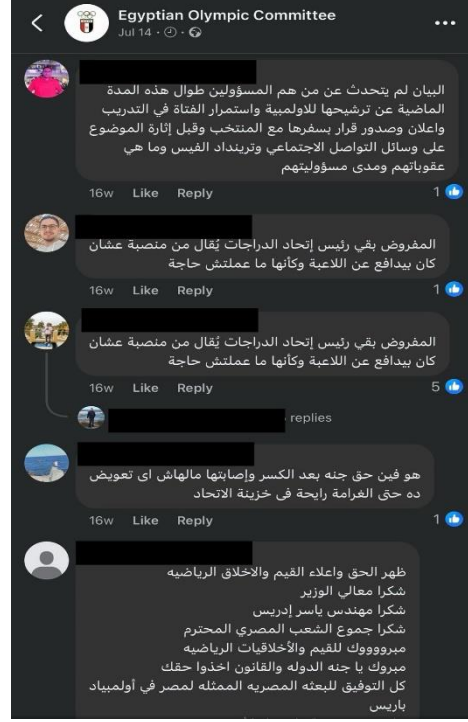 Egyptian Olympic Committee
Jul 14 · ·
البيان لم يتحدث عن من هم المسؤولين طوال هذه المدة
الماضية عن ترشيحها للاولمبية واستمرار الفتاة في التدريب
واعلان وصدور قرار بسفرها مع المنتخب وقبل إثارة الموضوع
على وسائل التواصل الاجتماعي وتريندات الفيس وما هي
عقوباتهم ومدى مسؤوليتهم
16w Like Reply 1
المفروض بقي رئيس إتحاد الدراجات يُقال من منصبة عشان
كان بيدافع عن اللاعبة وكأنها ما عملتش حاجة
16w Like Reply 1
المفروض بقي رئيس إتحاد الدراجات يُقال من منصبة عشان
كان بيدافع عن اللاعبة وكأنها ما عملتش حاجة
16w Like Reply 5
replies
هو فين حق جنه بعد الكسر وإصابتها مالهاش اى تعويض
ده حتى الغرامة رايحة فى خزينة الاتحاد
16w Like Reply 1
ظهر الحق واعلاء القيم والاخلاق الرياضيه
شكرا معالي الوزير
شكرا مهندس ياسر إدريس
شكرا جموع الشعب المصري المحترم
مبرووووك للقيم والأخلاقيات الرياضيه
مبروك يا جنه الدوله والقانون اخذوا حقك
كل التوفيق للبعثه المصريه الممثله لمصر في أولمبياد
باريس